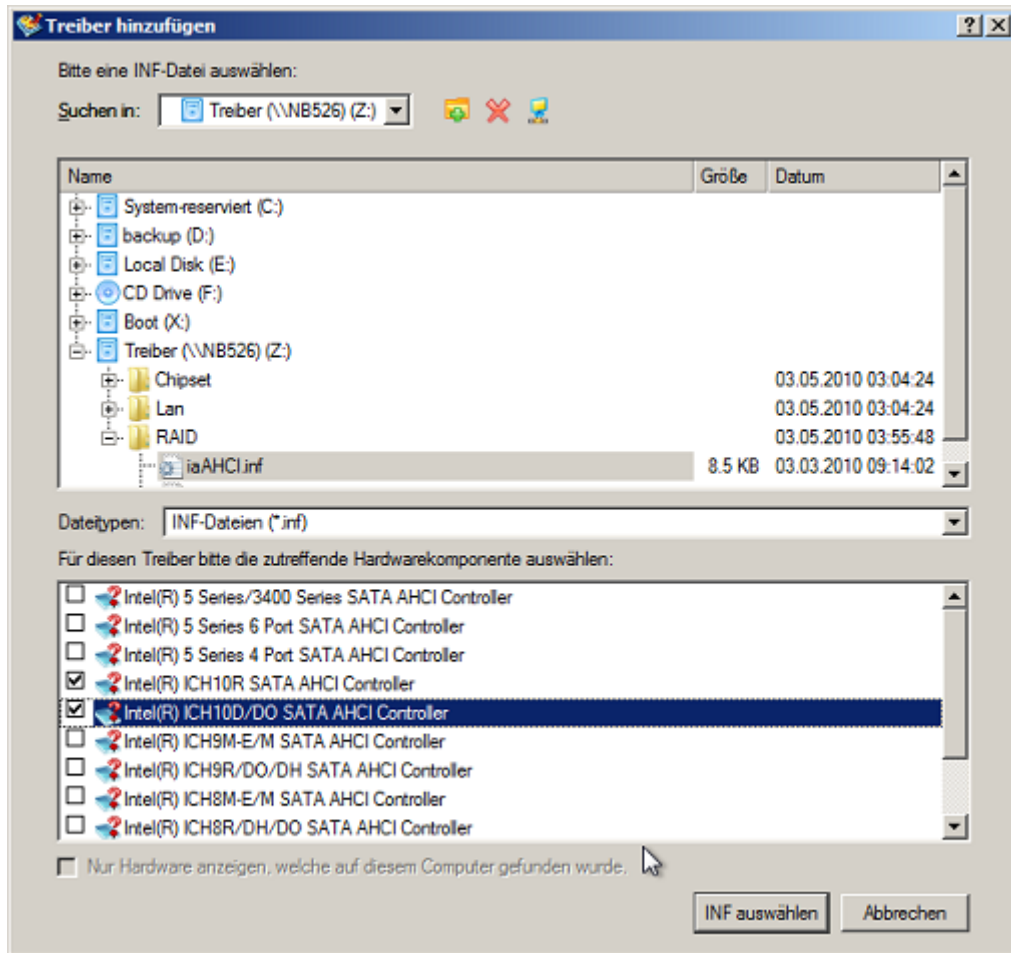 Treiber hinzufügen
Bitte eine INF-Datei auswählen:
Suchen in: Treiber (\\NB526) (Z:)
Name Größe Datum
System-reserviert (C:)
backup (D:)
Local Disk (E:)
CD Drive (F:)
Boot (X:)
Treiber (\\NB526) (Z:)
Chipset 03.05.2010 03:04:24
Lan 03.05.2010 03:04:24
RAID 03.05.2010 03:55:48
iaAHCI.inf 8.5 KB 03.03.2010 09:14:02
Dateitypen: INF-Dateien (*.inf)
Für diesen Treiber bitte die zutreffende Hardwarekomponente auswählen:
Intel(R) 5 Series/3400 Series SATA AHCI Controller
Intel(R) 5 Series 6 Port SATA AHCI Controller
Intel(R) 5 Series 4 Port SATA AHCI Controller
Intel(R) ICH10R SATA AHCI Controller
Intel(R) ICH10D/DO SATA AHCI Controller
Intel(R) ICH9M-E/M SATA AHCI Controller
Intel(R) ICH9R/DO/DH SATA AHCI Controller
Intel(R) ICH8M-E/M SATA AHCI Controller
Intel(R) ICH8R/DH/DO SATA AHCI Controller
Nur Hardware anzeigen, welche auf diesem Computer gefunden wurde.
INF auswählen Abbrechen